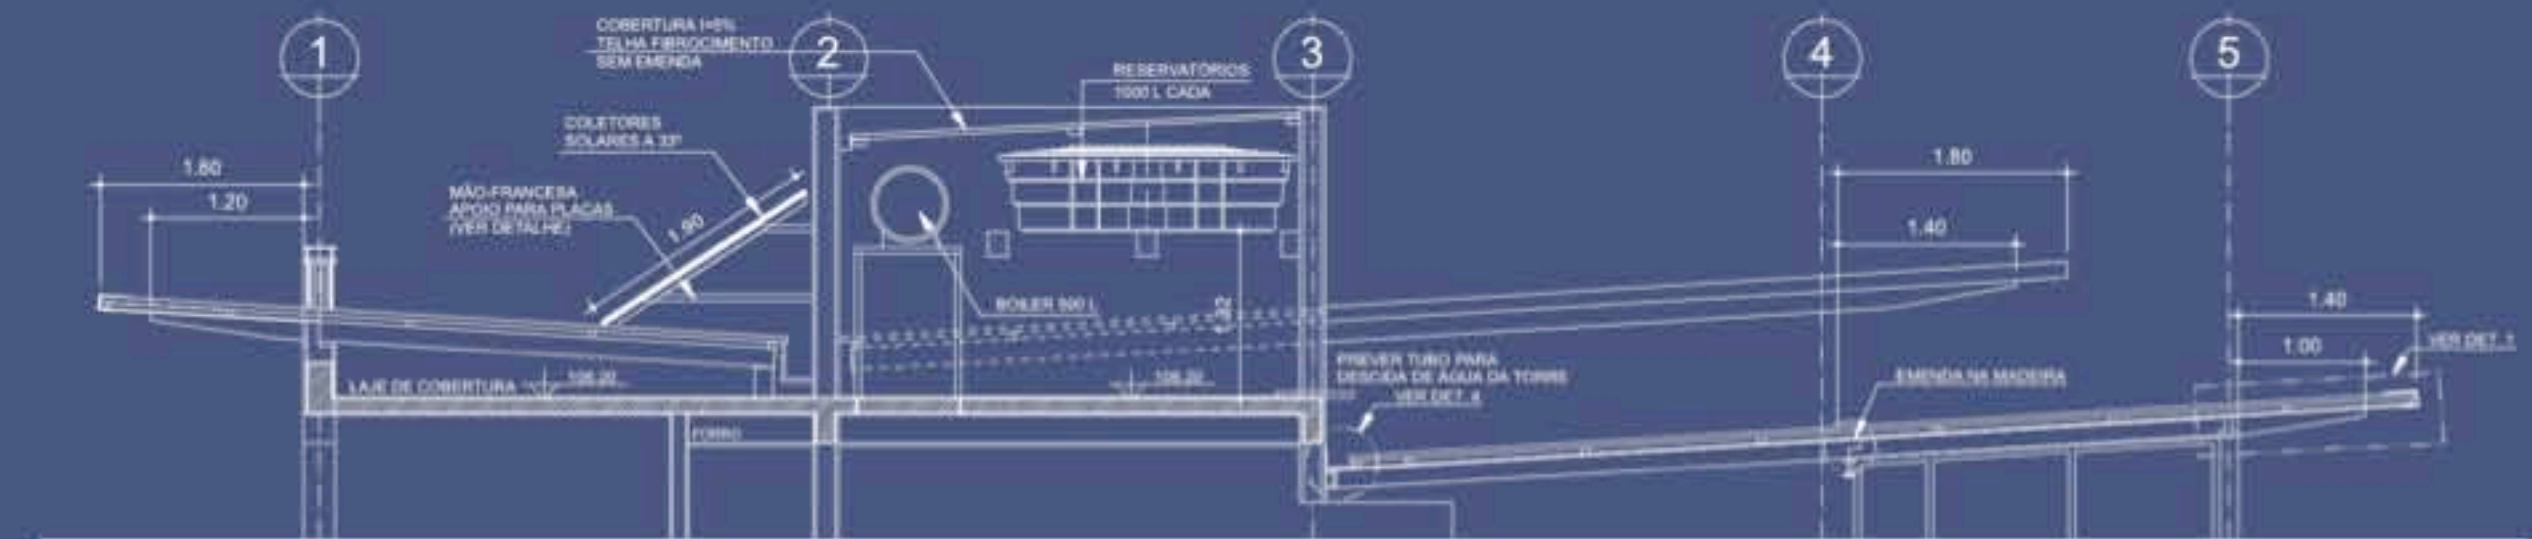 1
2
3
4
5
COBERTURA I=5%
TELHA FIBROCIMENTO
SEM EMENDA
RESERVATÓRIOS
1000 L CADA
COLETORES
SOLARES A 33°
1.60
1.20
MÃO-FRANCESA
APOIO PARA PLACAS
(VER DETALHE)
1.90
1.80
1.40
BOILER 500 L
1.40
1.00
VER DET. 1
PREVER TUBO PARA
DESCIDA DE ÁGUA DA TORRE
VER DET. 4
EMENDA NA MADEIRA
LAJE DE COBERTURA
106.20
106.20
FORRO